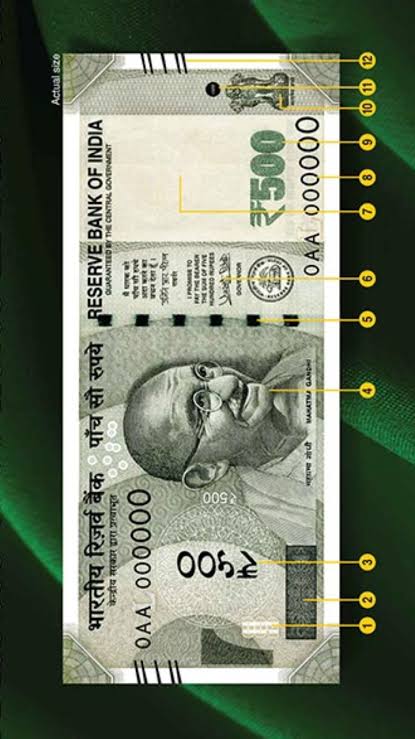 Actual size
भारतीय रिज़र्व बैंक
केन्द्रीय सरकार द्वारा प्रत्याभूत
पाँच सौ रुपये
RESERVE BANK OF INDIA
GUARANTEED BY THE CENTRAL GOVERNMENT
0AA 000000
मैं धारक को
पाँच सौ रुपये
अदा करने का
वचन देता हूँ।
गवर्नर
I PROMISE TO
PAY THE BEARER
THE SUM OF FIVE
HUNDRED RUPEES
GOVERNOR
₹५००
500
₹500
महात्मा गांधी
MAHATMA GANDHI
0AA 000000
1 2 3 4 5 6 7 8 9 10 11 12